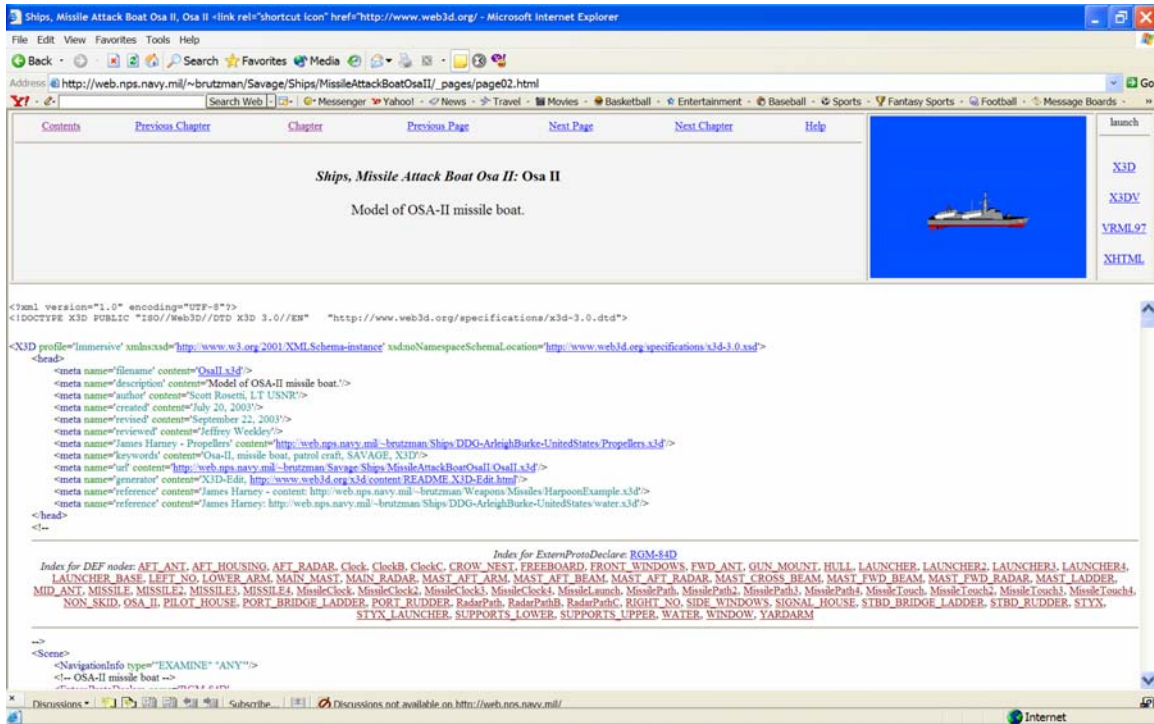 Ships, Missile Attack Boat Osa II, Osa II <link rel="shortcut icon" href="http://www.web3d.org/ - Microsoft Internet Explorer
File Edit View Favorites Tools Help
Back Search Favorites Media
Address http://web.nps.navy.mil/~brutzman/Savage/Ships/MissileAttackBoatOsaII/_pages/page02.html Go
Y! Search Web Messenger Yahoo! News Travel Movies Basketball Entertainment Baseball Sports Fantasy Sports Football Message Boards
Contents Previous Chapter Chapter Previous Page Next Page Next Chapter Help launch
Ships, Missile Attack Boat Osa II: Osa II
Model of OSA-II missile boat.
X3D
X3DV
VRML97
XHTML
<?xml version="1.0" encoding="UTF-8"?>
<!DOCTYPE X3D PUBLIC "ISO//Web3D//DTD X3D 3.0//EN" "http://www.web3d.org/specifications/x3d-3.0.dtd">
<X3D profile='Immersive' xmlns:xsd='http://www.w3.org/2001/XMLSchema-instance' xsd:noNamespaceSchemaLocation='http://www.web3d.org/specifications/x3d-3.0.xsd'>
<head>
<meta name='filename' content='OsaII.x3d'/>
<meta name='description' content='Model of OSA-II missile boat.'/>
<meta name='author' content='Scott Rosetti, LT USNR'/>
<meta name='created' content='July 20, 2003'/>
<meta name='revised' content='September 22, 2003'/>
<meta name='reviewed' content='Jeffrey Weekley'/>
<meta name='James Harney - Propellers' content='http://web.nps.navy.mil/~brutzman/Ships/DDG-ArleighBurke-UnitedStates/Propellers.x3d'/>
<meta name='keywords' content='Osa-II, missile boat, patrol craft, SAVAGE, X3D'/>
<meta name='url' content='http://web.nps.navy.mil/~brutzman/Savage/Ships/MissileAttackBoatOsaII/OsaII.x3d'/>
<meta name='generator' content='X3D-Edit, http://www.web3d.org/x3d/content/README.X3D-Edit.html'/>
<meta name='reference' content='James Harney - content: http://web.nps.navy.mil/~brutzman/Weapons/Missiles/HarpoonExample.x3d'/>
<meta name='reference' content='James Harney: http://web.nps.navy.mil/~brutzman/Ships/DDG-ArleighBurke-UnitedStates/water.x3d'/>
</head>
<!--
Index for ExternProtoDeclare: RGM-84D
Index for DEF nodes: AFT_ANT, AFT_HOUSING, AFT_RADAR, Clock, ClockB, ClockC, CROW_NEST, FREEBOARD, FRONT_WINDOWS, FWD_ANT, GUN_MOUNT, HULL, LAUNCHER, LAUNCHER2, LAUNCHER3, LAUNCHER4,
LAUNCHER_BASE, LEFT_NO, LOWER_ARM, MAIN_MAST, MAIN_RADAR, MAST_AFT_ARM, MAST_AFT_BEAM, MAST_AFT_RADAR, MAST_CROSS_BEAM, MAST_FWD_BEAM, MAST_FWD_RADAR, MAST_LADDER,
MID_ANT, MISSILE, MISSILE2, MISSILE3, MISSILE4, MissileClock, MissileClock2, MissileClock3, MissileClock4, MissileLaunch, MissilePath, MissilePath2, MissilePath3, MissilePath4, MissileTouch, MissileTouch2, MissileTouch3, MissileTouch4,
NON_SKID, OSA_II, PILOT_HOUSE, PORT_BRIDGE_LADDER, PORT_RUDDER, RadarPath, RadarPathB, RadarPathC, RIGHT_NO, SIDE_WINDOWS, SIGNAL_HOUSE, STBD_BRIDGE_LADDER, STBD_RUDDER, STYX,
STYX_LAUNCHER, SUPPORTS_LOWER, SUPPORTS_UPPER, WATER, WINDOW, YARDARM
-->
<Scene>
<NavigationInfo type='"EXAMINE" "ANY"'/>
<!-- OSA-II missile boat -->
Discussions Subscribe... Discussions not available on http://web.nps.navy.mil/
Internet